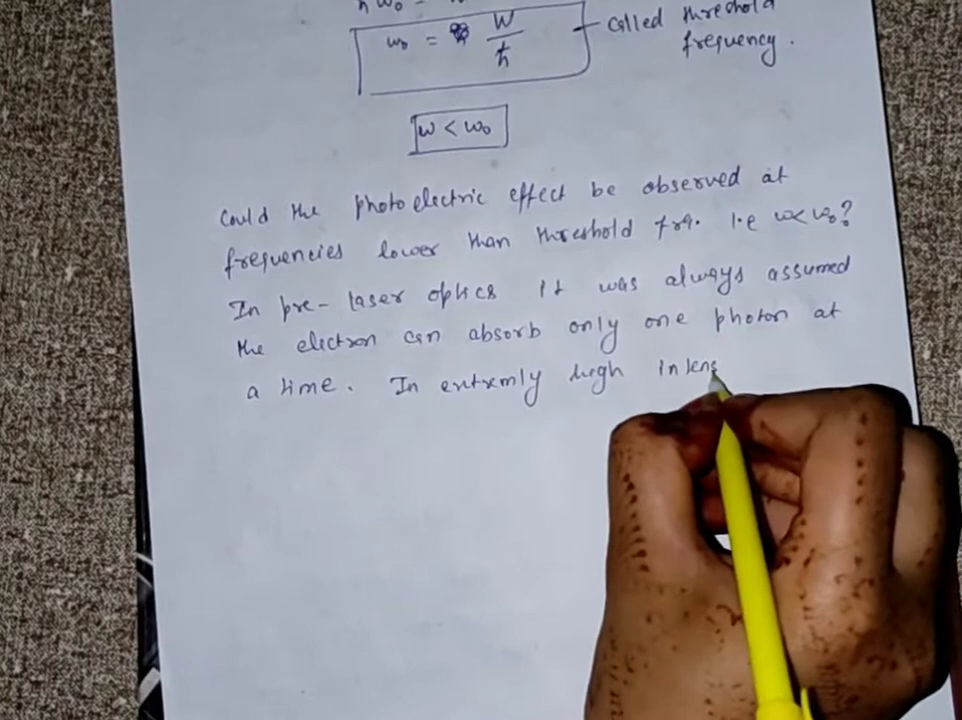 ħ ω₀ =
ω₀ = W/ħ called threshold
frequency.
ω < ω₀
Could the photoelectric effect be observed at
frequencies lower than threshold frq. I.e ω<ω₀?
In pre-laser optics it was always assumed
the electron can absorb only one photon at
a time. In extremly high intens